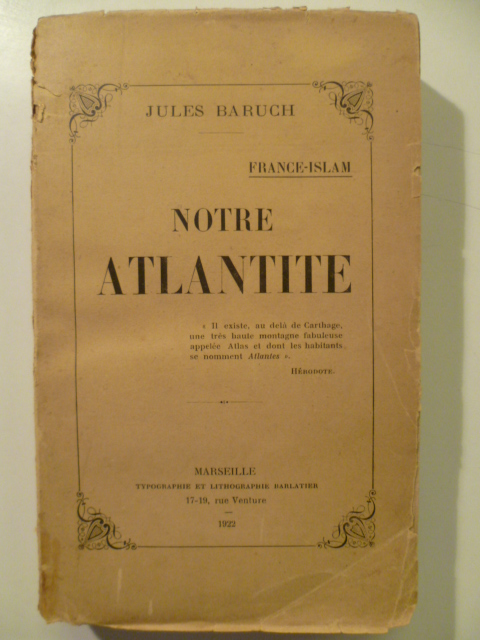 JULES BARUCH
FRANCE-ISLAM
NOTRE
ATLANTITE
« Il existe, au delà de Carthage,
une très haute montagne fabuleuse
appelée Atlas et dont les habitants
se nomment Atlantes ».
HÉRODOTE.
MARSEILLE
TYPOGRAPHIE ET LITHOGRAPHIE BARLATIER
17-19, rue Venture
1922